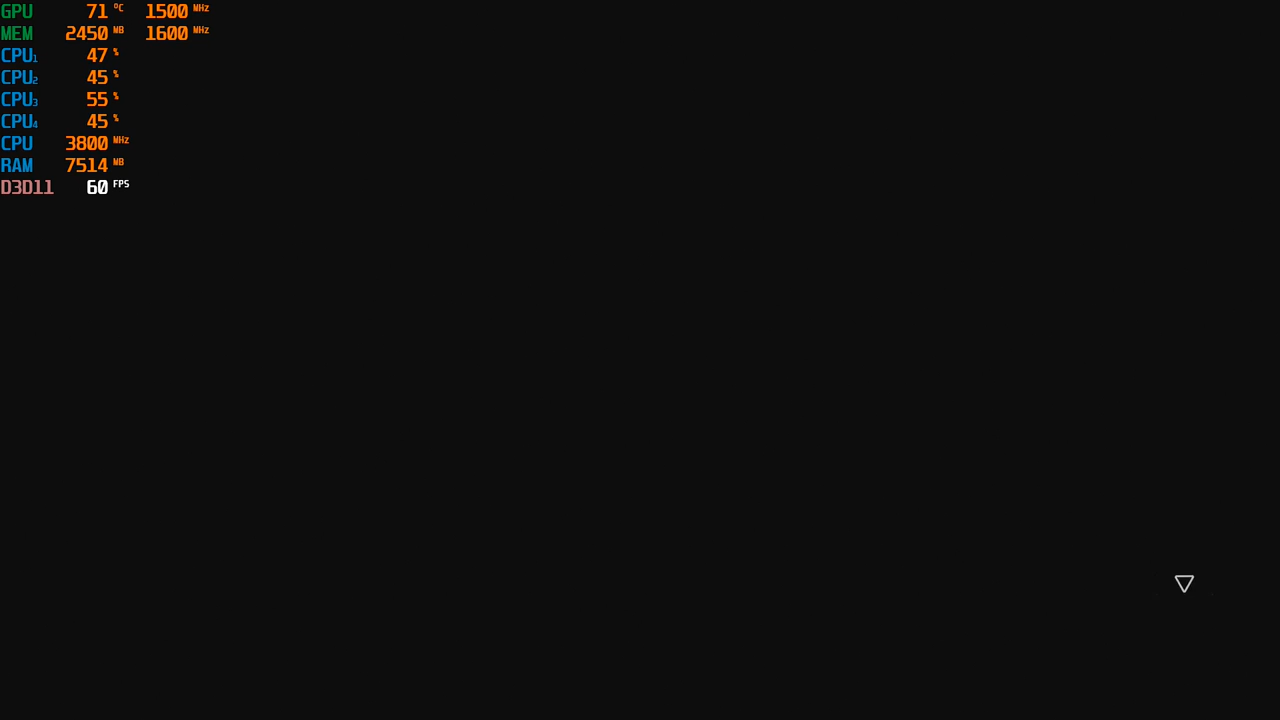 GPU 71 °C 1500 MHz
MEM 2450 MB 1600 MHz
CPU1 47 %
CPU2 45 %
CPU3 55 %
CPU4 45 %
CPU 3800 MHz
RAM 7514 MB
D3D11 60 FPS